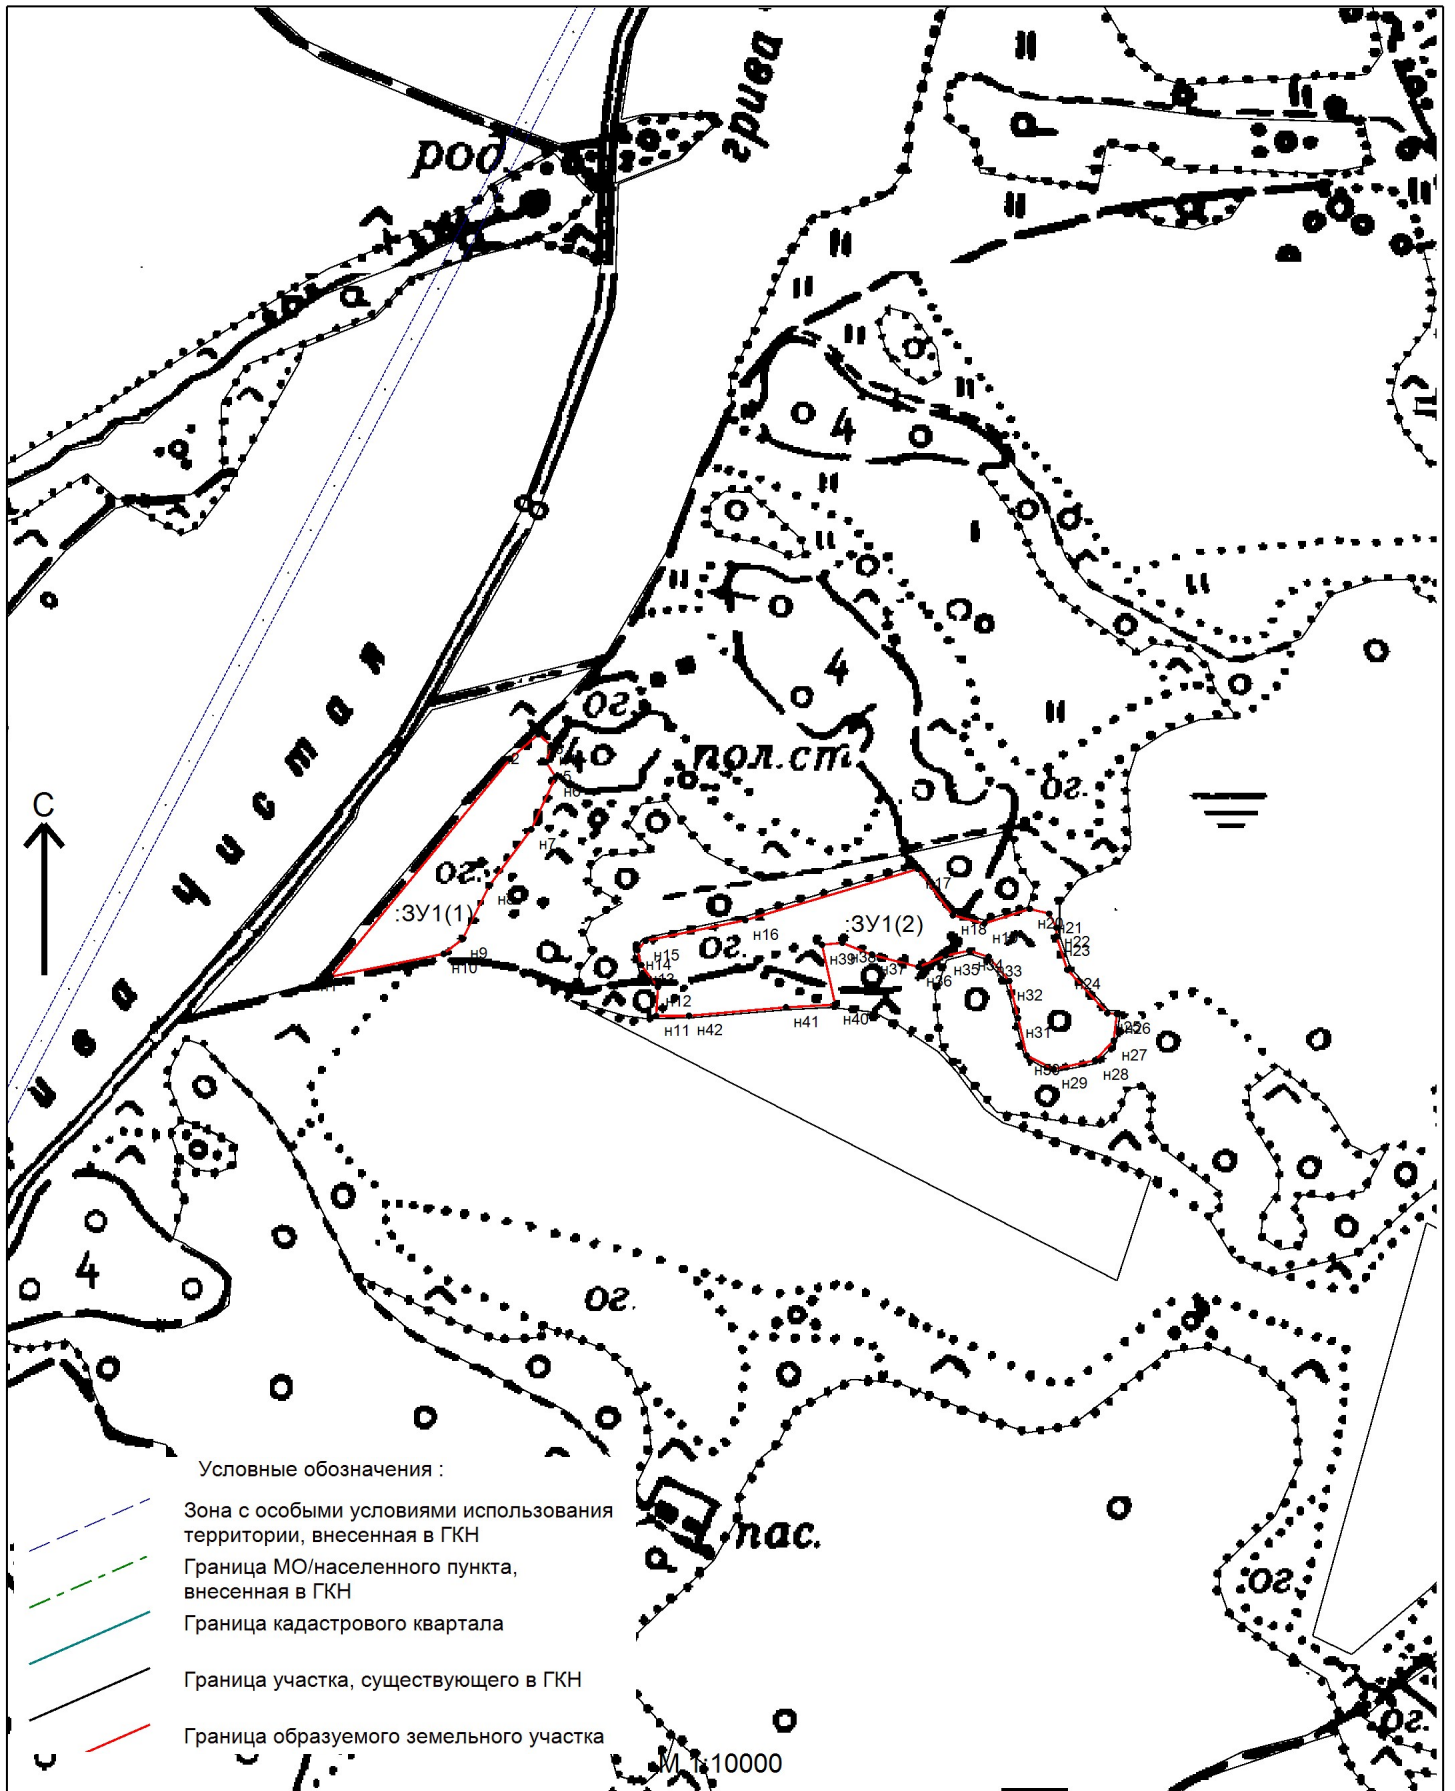 грива
род.
Чистая
ог.
4
4
4
пол.ст.
ог.
ог.
ог.
С
2
н5
н6
н7
н8
:ЗУ1(1)
н9
н10
н17
н18
н16
:ЗУ1(2)
н20
н21
н22
н23
н24
н15
н14
н12
н39
н38
н37
н36
н35
н34
н33
н32
н31
н26
н27
н28
н29
н11
н42
н41
н40
4
ог.
пас.
ог.
ог.
Условные обозначения :
Зона с особыми условиями использования
территории, внесенная в ГКН
Граница МО/населенного пункта,
внесенная в ГКН
Граница кадастрового квартала
Граница участка, существующего в ГКН
Граница образуемого земельного участка
М 1:10000